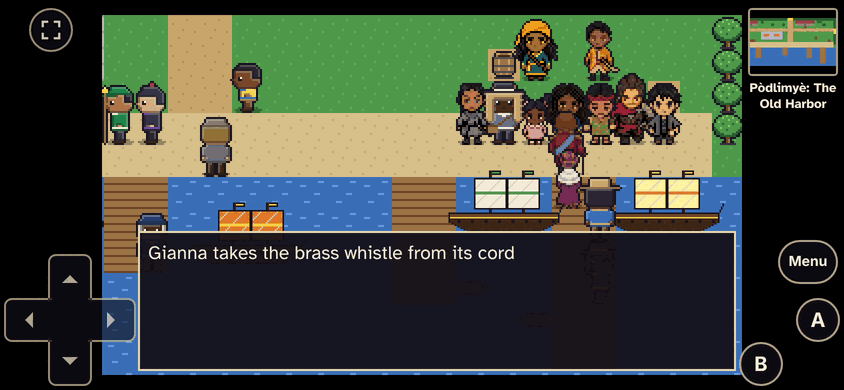 Pòdlimyè: The
Old Harbor
Gianna takes the brass whistle from its cord
Menu
A
B